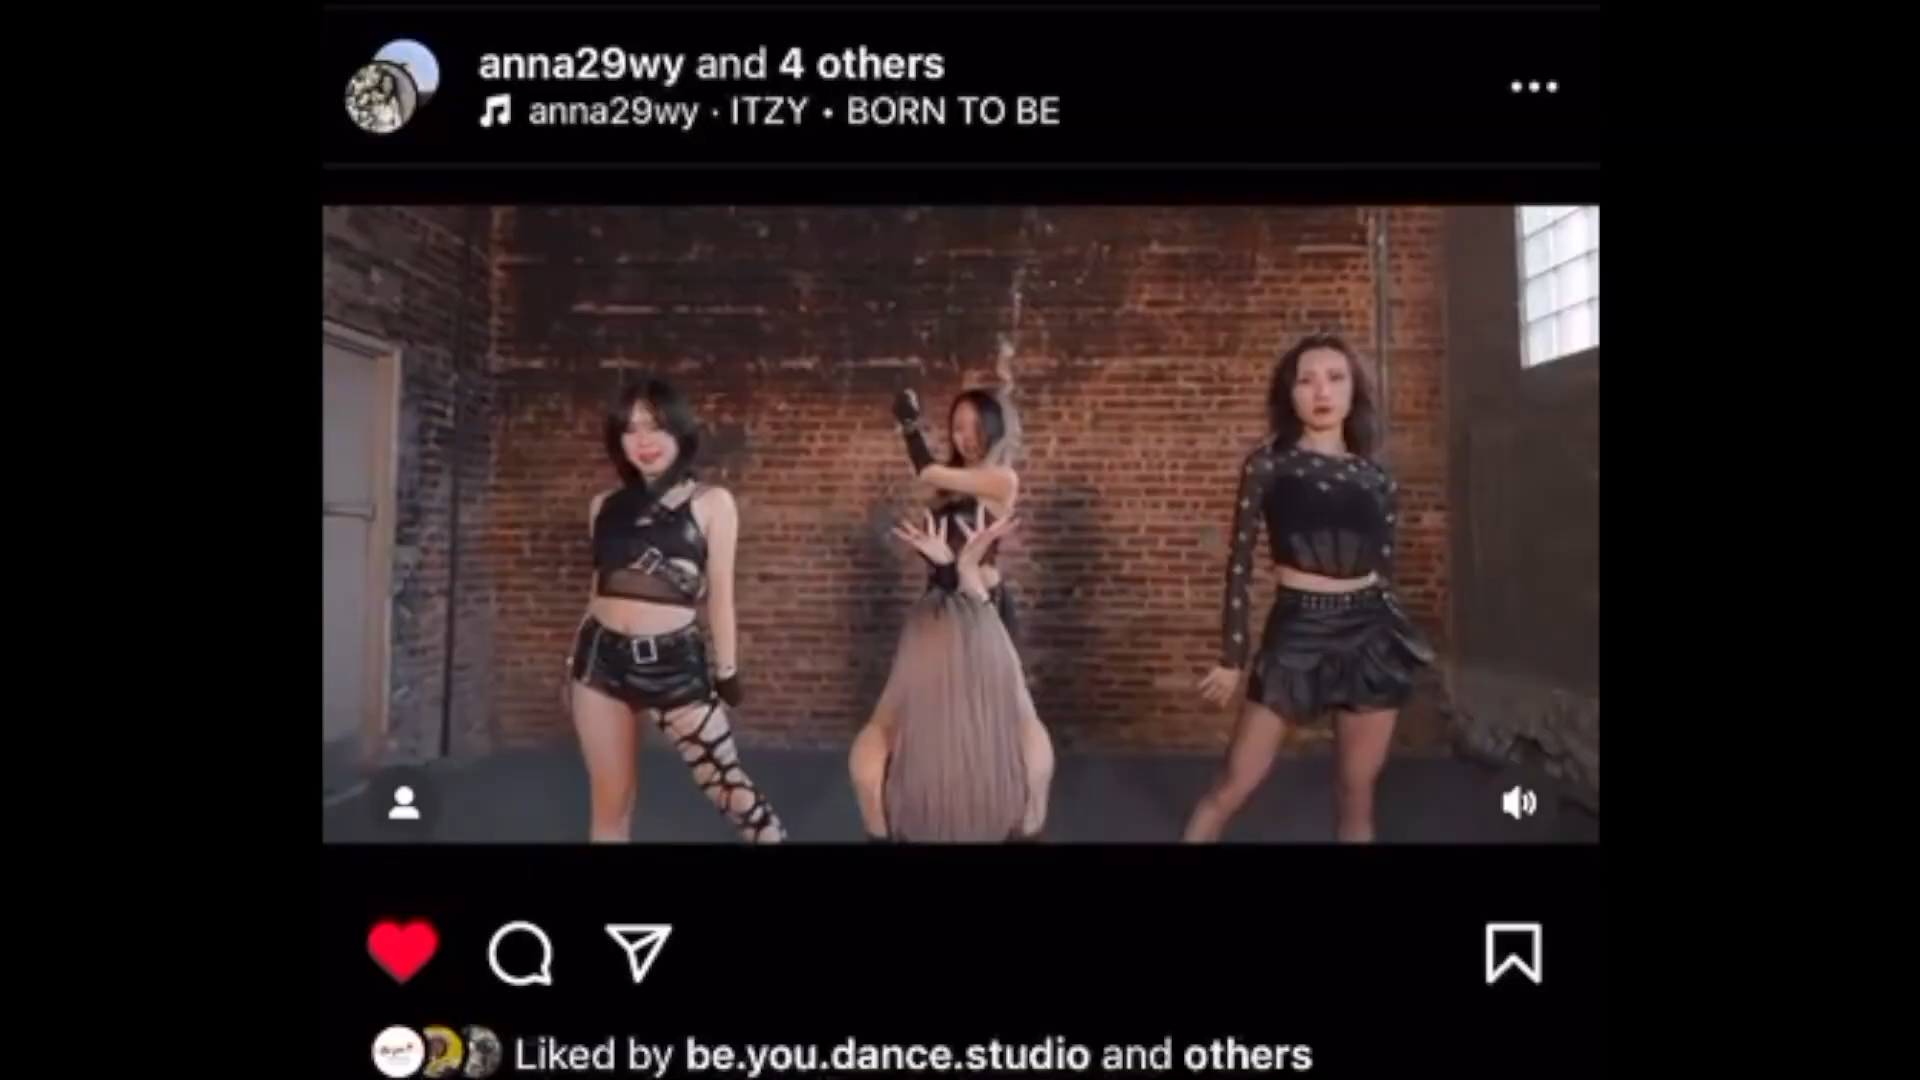 anna29wy and 4 others
anna29wy · ITZY • BORN TO BE
Liked by be.you.dance.studio and others